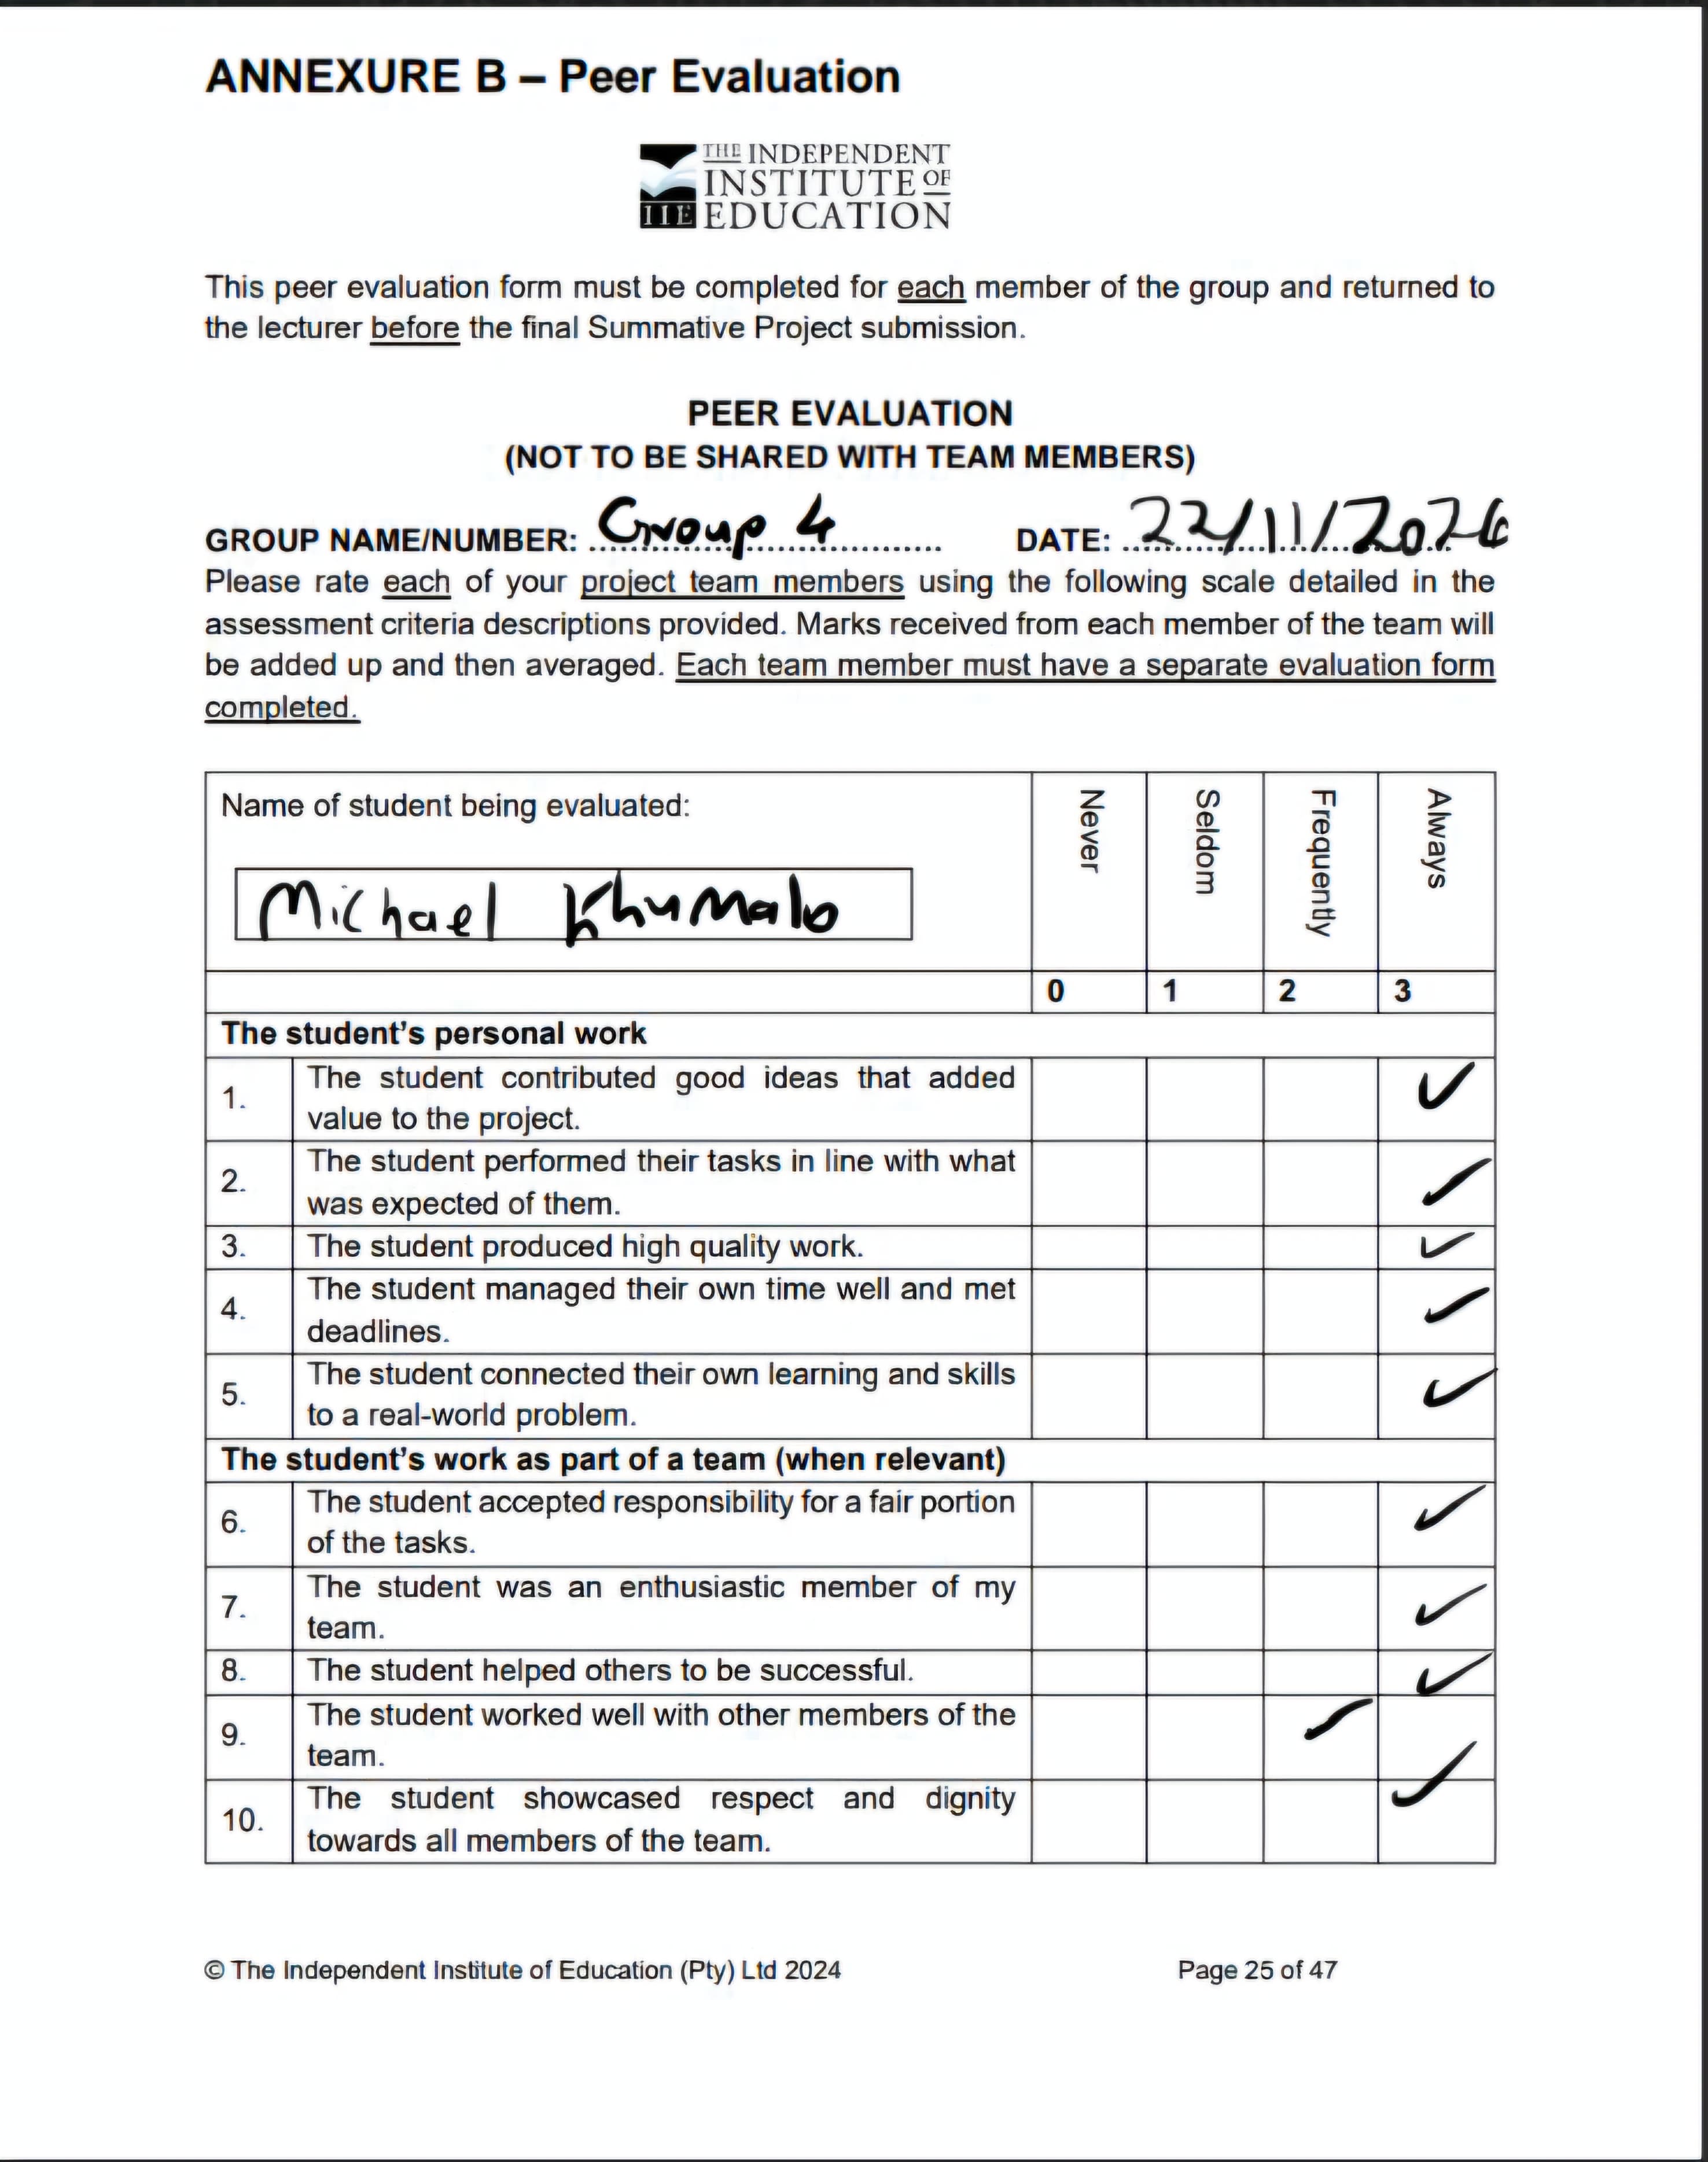 ANNEXURE B – Peer Evaluation
THE INDEPENDENT
INSTITUTE OF
IIE EDUCATION
This peer evaluation form must be completed for each member of the group and returned to
the lecturer before the final Summative Project submission.
PEER EVALUATION
(NOT TO BE SHARED WITH TEAM MEMBERS)
GROUP NAME/NUMBER: Group 4 DATE: 22/11/2026
Please rate each of your project team members using the following scale detailed in the
assessment criteria descriptions provided. Marks received from each member of the team will
be added up and then averaged. Each team member must have a separate evaluation form
completed.
Name of student being evaluated:
Never
Seldom
Frequently
Always
Michael Khumalo
0 1 2 3
The student's personal work
1. The student contributed good ideas that added
value to the project.
2. The student performed their tasks in line with what
was expected of them.
3. The student produced high quality work.
4. The student managed their own time well and met
deadlines.
5. The student connected their own learning and skills
to a real-world problem.
The student's work as part of a team (when relevant)
6. The student accepted responsibility for a fair portion
of the tasks.
7. The student was an enthusiastic member of my
team.
8. The student helped others to be successful.
9. The student worked well with other members of the
team.
10. The student showcased respect and dignity
towards all members of the team.
© The Independent Institute of Education (Pty) Ltd 2024 Page 25 of 47